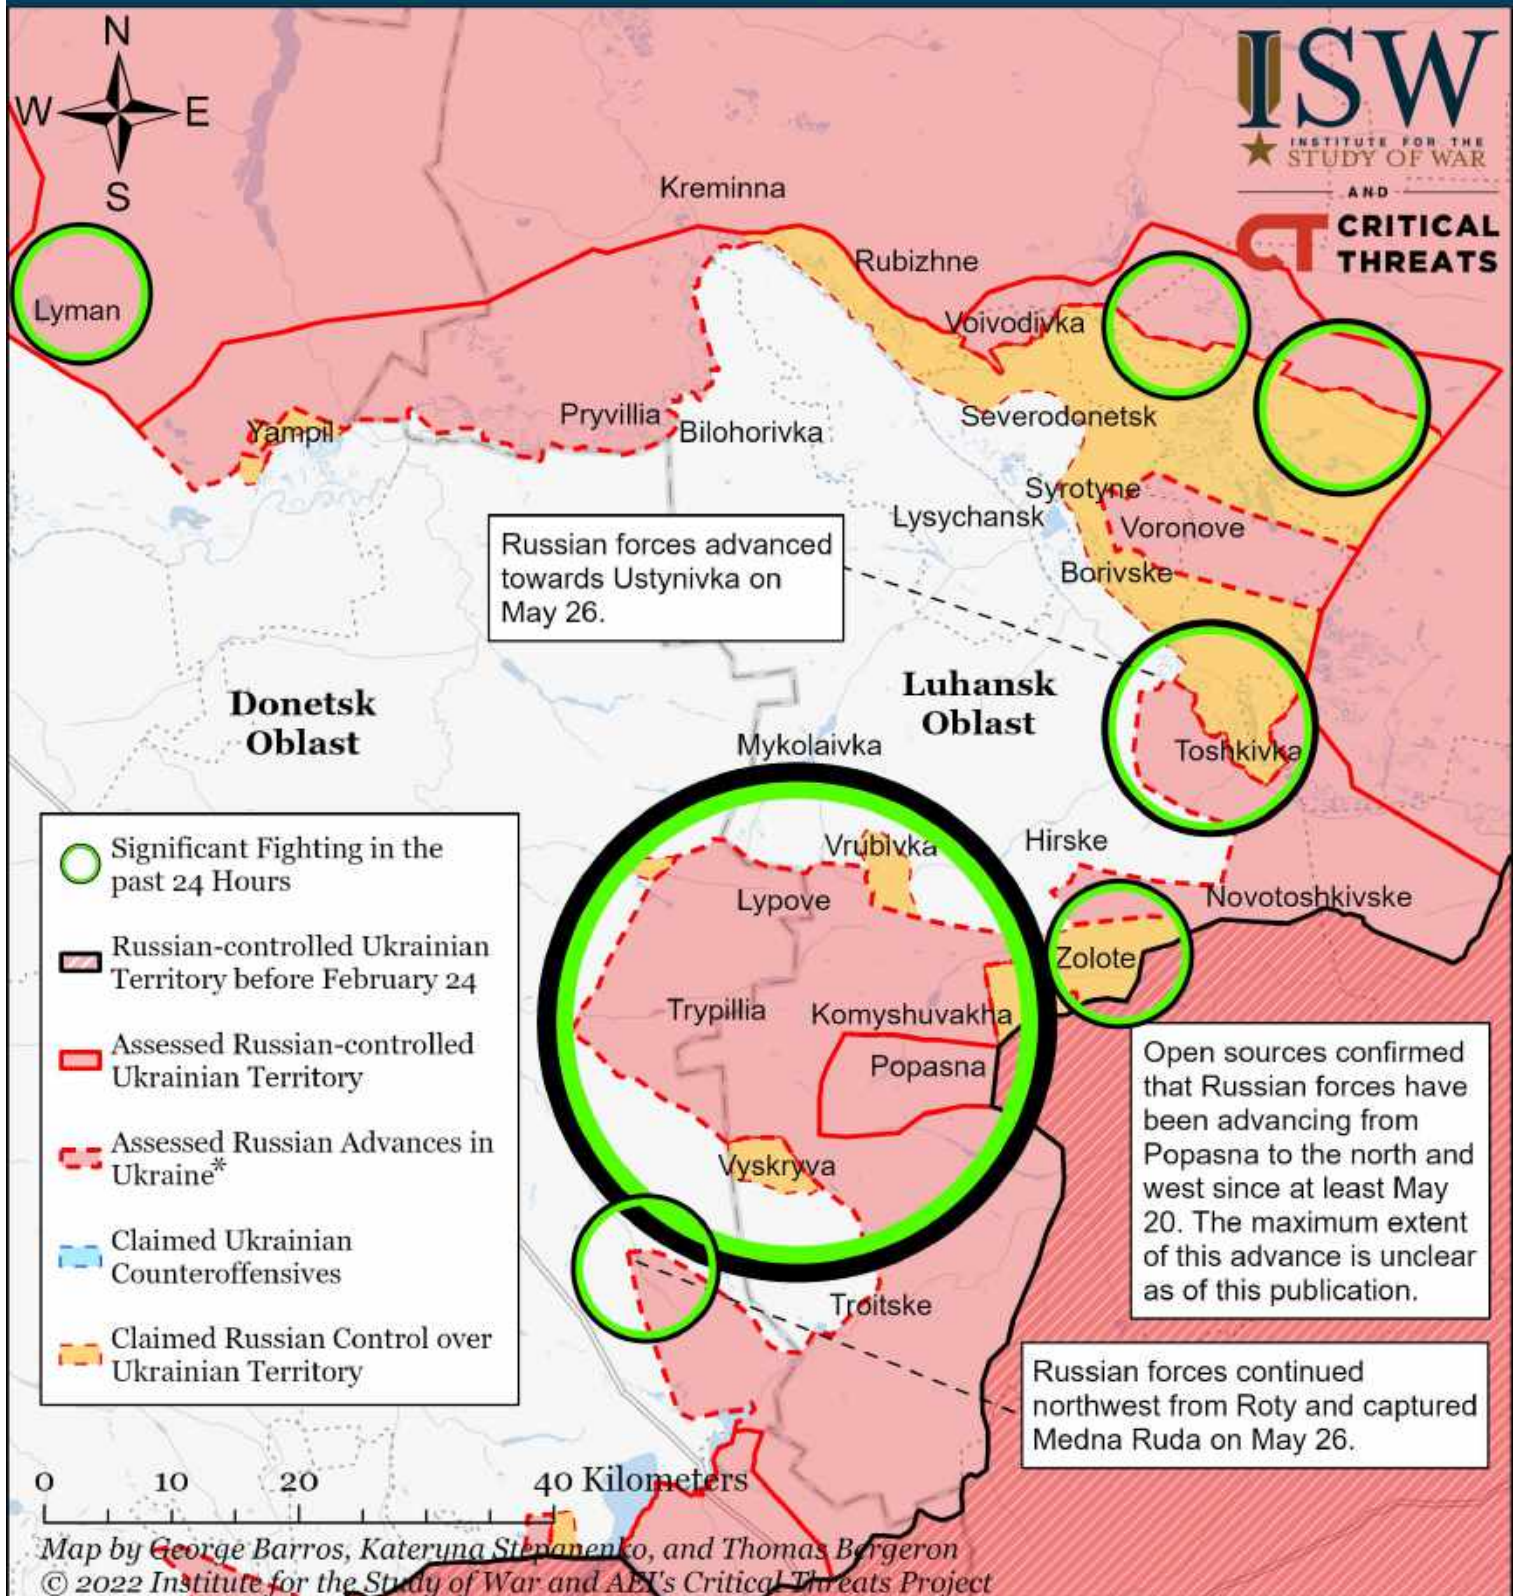 N
W E
S
ISW
INSTITUTE FOR THE
STUDY OF WAR
AND
CT CRITICAL
THREATS
Kreminna
Rubizhne
Lyman
Voivodivka
Pryvillia
Severodonetsk
Yampil
Bilohorivka
Syrotyne
Lysychansk
Voronove
Russian forces advanced
towards Ustynivka on
May 26.
Borivske
Donetsk
Oblast
Luhansk
Oblast
Mykolaivka
Toshkivka
Vrubivka
Hirske
Lypove
Novotoshkivske
Zolote
Trypillia
Komyshuvakha
Popasna
Vyskryva
Troitske
Significant Fighting in the
past 24 Hours
Russian-controlled Ukrainian
Territory before February 24
Assessed Russian-controlled
Ukrainian Territory
Assessed Russian Advances in
Ukraine*
Claimed Ukrainian
Counteroffensives
Claimed Russian Control over
Ukrainian Territory
Open sources confirmed
that Russian forces have
been advancing from
Popasna to the north and
west since at least May
20. The maximum extent
of this advance is unclear
as of this publication.
Russian forces continued
northwest from Roty and captured
Medna Ruda on May 26.
0 10 20 40 Kilometers
Map by George Barros, Kateryna Stepanenko, and Thomas Bergeron
© 2022 Institute for the Study of War and AEI's Critical Threats Project